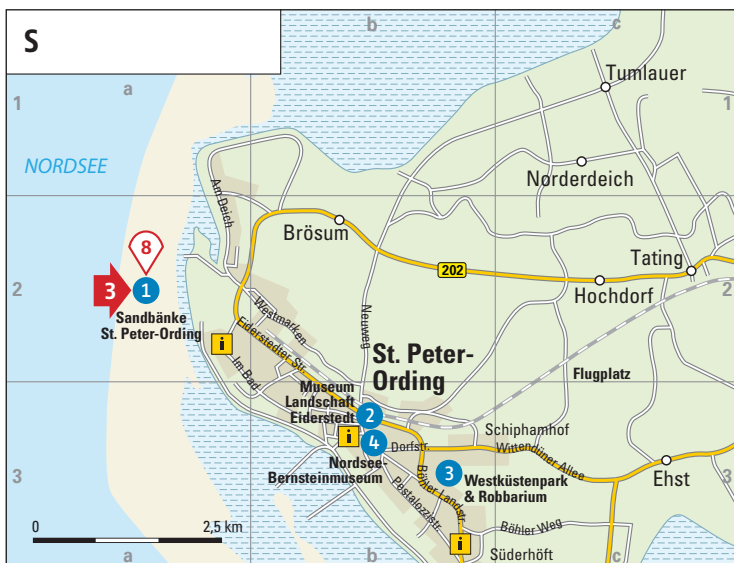 S
b
c
a
1
1
Tumlauer
NORDSEE
Norderdeich
Am Deich
Brösum
8
202
Tating
3
1
2
Hochdorf
2
Sandbänke
St. Peter-Ording
Westmarken
Neuweg
Eiderstedter Str.
i
Im Bad
St. Peter-
Ording
Flugplatz
Museum
Landschaft
Eiderstedt
2
i
4
Dorfstr.
Schiphamhof
Wittendüner Allee
3
3
Nordsee-
Bernsteinmuseum
3
Westküstenpark
& Robbarium
Ehst
Pestalozzistr.
Böhler Landstr.
0
2,5 km
Böhler Weg
i
Süderhöft
a
b
c